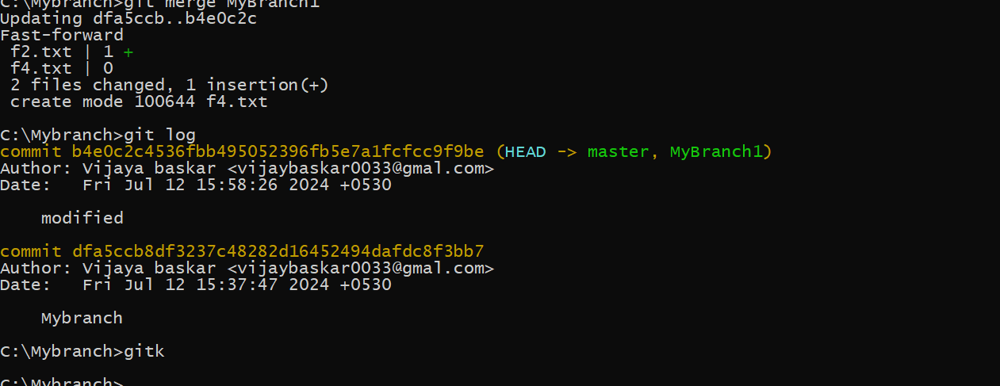 C:\Mybranch>git merge MyBranch1
Updating dfa5ccb..b4e0c2c
Fast-forward
 f2.txt | 1 +
 f4.txt | 0
 2 files changed, 1 insertion(+)
 create mode 100644 f4.txt
C:\Mybranch>git log
commit b4e0c2c4536fbb495052396fb5e7a1fcfcc9f9be (HEAD -> master, MyBranch1)
Author: Vijaya baskar <vijaybaskar0033@gmal.com>
Date:   Fri Jul 12 15:58:26 2024 +0530
    modified
commit dfa5ccb8df3237c48282d16452494dafdc8f3bb7
Author: Vijaya baskar <vijaybaskar0033@gmal.com>
Date:   Fri Jul 12 15:37:47 2024 +0530
    Mybranch
C:\Mybranch>gitk
C:\Mybranch>